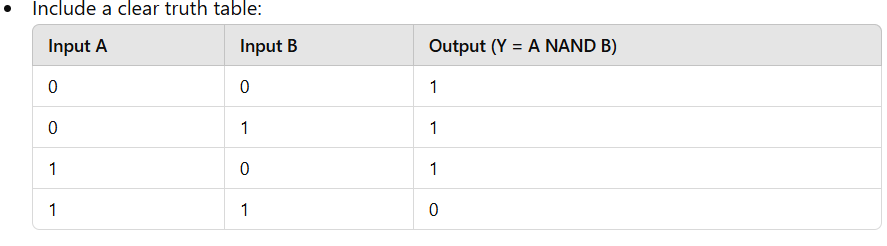 • Include a clear truth table:
Input A Input B Output (Y = A NAND B)
0 0 1
0 1 1
1 0 1
1 1 0